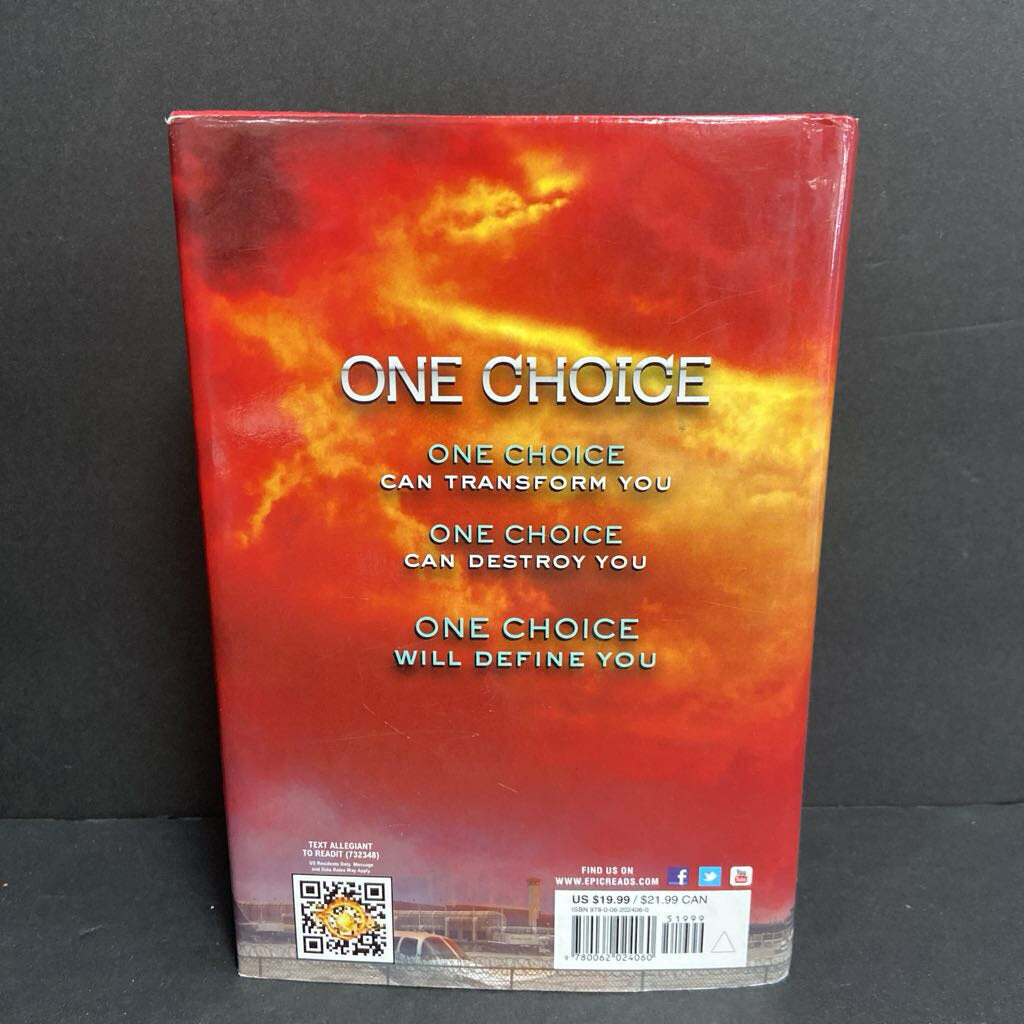 ONE CHOICE
ONE CHOICE
CAN TRANSFORM YOU
ONE CHOICE
CAN DESTROY YOU
ONE CHOICE
WILL DEFINE YOU
TEXT ALLEGIANT
TO READIT (732348)
US Residents Only. Message
and Data Rates May Apply.
FIND US ON
WWW.EPICREADS.COM
f
You
Tube
US $19.99 / $21.99 CAN
ISBN 978-0-06-202406-0
51999
9 780062 024060